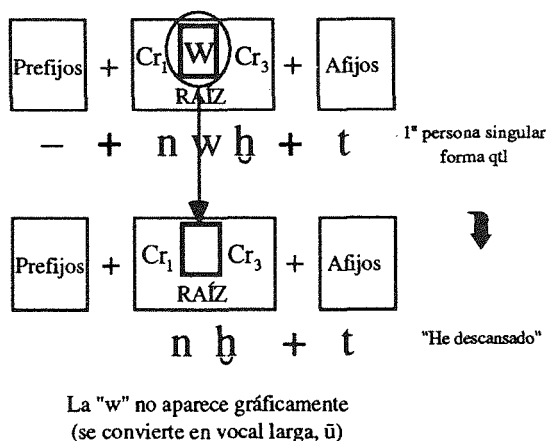 Prefijos + Cr₁ w Cr₃ + Afijos
RAÍZ
– + n w ḫ + t 1ª persona singular
forma qtl
Prefijos + Cr₁ Cr₃ + Afijos
RAÍZ
n ḫ + t "He descansado"
La "w" no aparece gráficamente
(se convierte en vocal larga, ū)